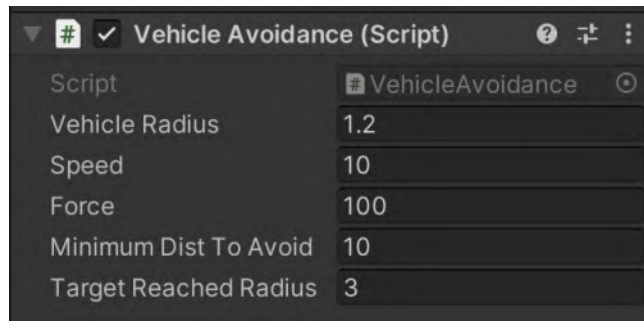 # Vehicle Avoidance (Script)
Script # VehicleAvoidance
Vehicle Radius 1.2
Speed 10
Force 100
Minimum Dist To Avoid 10
Target Reached Radius 3